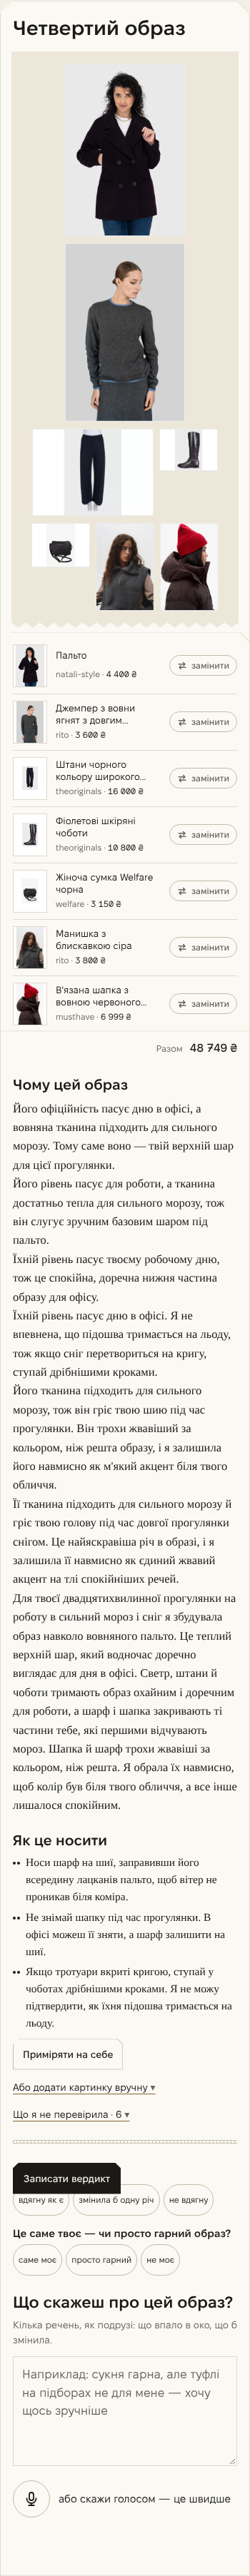 Четвертий образ
Пальто
natali-style · 4 400 ₴
замінити
Джемпер з вовни
ягнят з довгим…
rito · 3 600 ₴
замінити
Штани чорного
кольору широкого…
theoriginals · 16 000 ₴
замінити
Фіолетові шкіряні
чоботи
theoriginals · 10 800 ₴
замінити
Жіноча сумка Welfare
чорна
welfare · 3 150 ₴
замінити
Манишка з
блискавкою сіра
rito · 3 800 ₴
замінити
В'язана шапка з
вовною червоного…
musthave · 6 999 ₴
замінити
Разом 48 749 ₴
Чому цей образ
Його офіційність пасує дню в офісі, а
вовняна тканина підходить для сильного
морозу. Тому саме воно — твій верхній шар
для цієї прогулянки.
Його рівень пасує для роботи, а тканина
достатньо тепла для сильного морозу, тож
він слугує зручним базовим шаром під
пальто.
Їхній рівень пасує твоєму робочому дню,
тож це спокійна, доречна нижня частина
образу для офісу.
Їхній рівень пасує дню в офісі. Я не
впевнена, що підошва тримається на льоду,
тож якщо сніг перетвориться на кригу,
ступай дрібнішими кроками.
Його тканина підходить для сильного
морозу, тож він гріє твою шию під час
прогулянки. Він трохи жвавіший за
кольором, ніж решта образу, і я залишила
його навмисно як м'який акцент біля твого
обличчя.
Її тканина підходить для сильного морозу й
гріє твою голову під час довгої прогулянки
снігом. Це найяскравіша річ в образі, і я
залишила її навмисно як єдиний жвавий
акцент на тлі спокійніших речей.
Для твоєї двадцятихвилинної прогулянки на
роботу в сильний мороз і сніг я збудувала
образ навколо вовняного пальто. Це теплий
верхній шар, який водночас доречно
виглядає для дня в офісі. Светр, штани й
чоботи тримають образ охайним і доречним
для роботи, а шарф і шапка закривають ті
частини тебе, які першими відчувають
мороз. Шапка й шарф трохи жвавіші за
кольором, ніж решта. Я обрала їх навмисно,
щоб колір був біля твого обличчя, а все інше
лишалося спокійним.
Як це носити
Носи шарф на шиї, заправивши його
всередину лацканів пальто, щоб вітер не
проникав біля коміра.
Не знімай шапку під час прогулянки. В
офісі можеш її зняти, а шарф залишити на
шиї.
Якщо тротуари вкриті кригою, ступай у
чоботах дрібнішими кроками. Я не можу
підтвердити, як їхня підошва тримається на
льоду.
Приміряти на себе
Або додати картинку вручну ▾
Що я не перевірила · 6 ▾
Записати вердикт
вдягну як є
змінила б одну річ
не вдягну
Це саме твоє — чи просто гарний образ?
саме моє
просто гарний
не моє
Що скажеш про цей образ?
Кілька речень, як подрузі: що впало в око, що б
змінила.
Наприклад: сукня гарна, але туфлі
на підборах не для мене — хочу
щось зручніше
або скажи голосом — це швидше